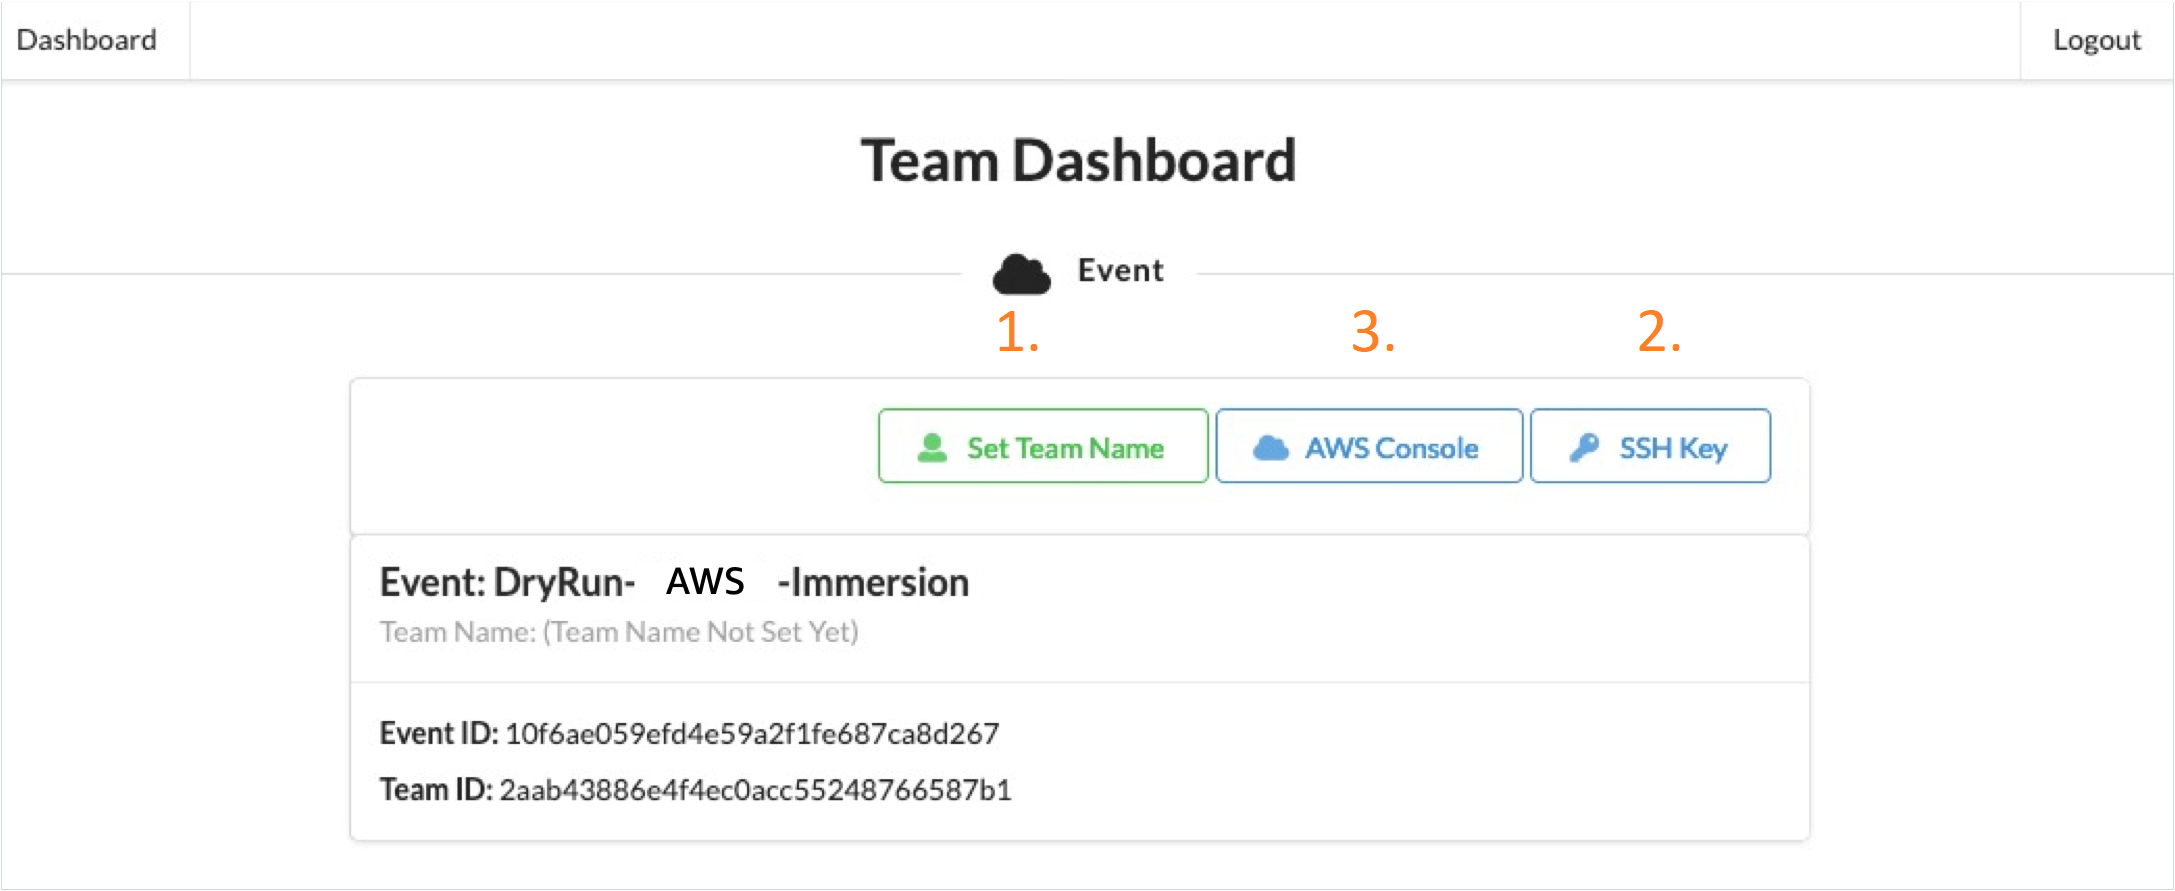 Dashboard Logout
Team Dashboard
Event
1. 3. 2.
Set Team Name AWS Console SSH Key
Event: DryRun- AWS -Immersion
Team Name: (Team Name Not Set Yet)
Event ID: 10f6ae059efd4e59a2f1fe687ca8d267
Team ID: 2aab43886e4f4ec0acc55248766587b1